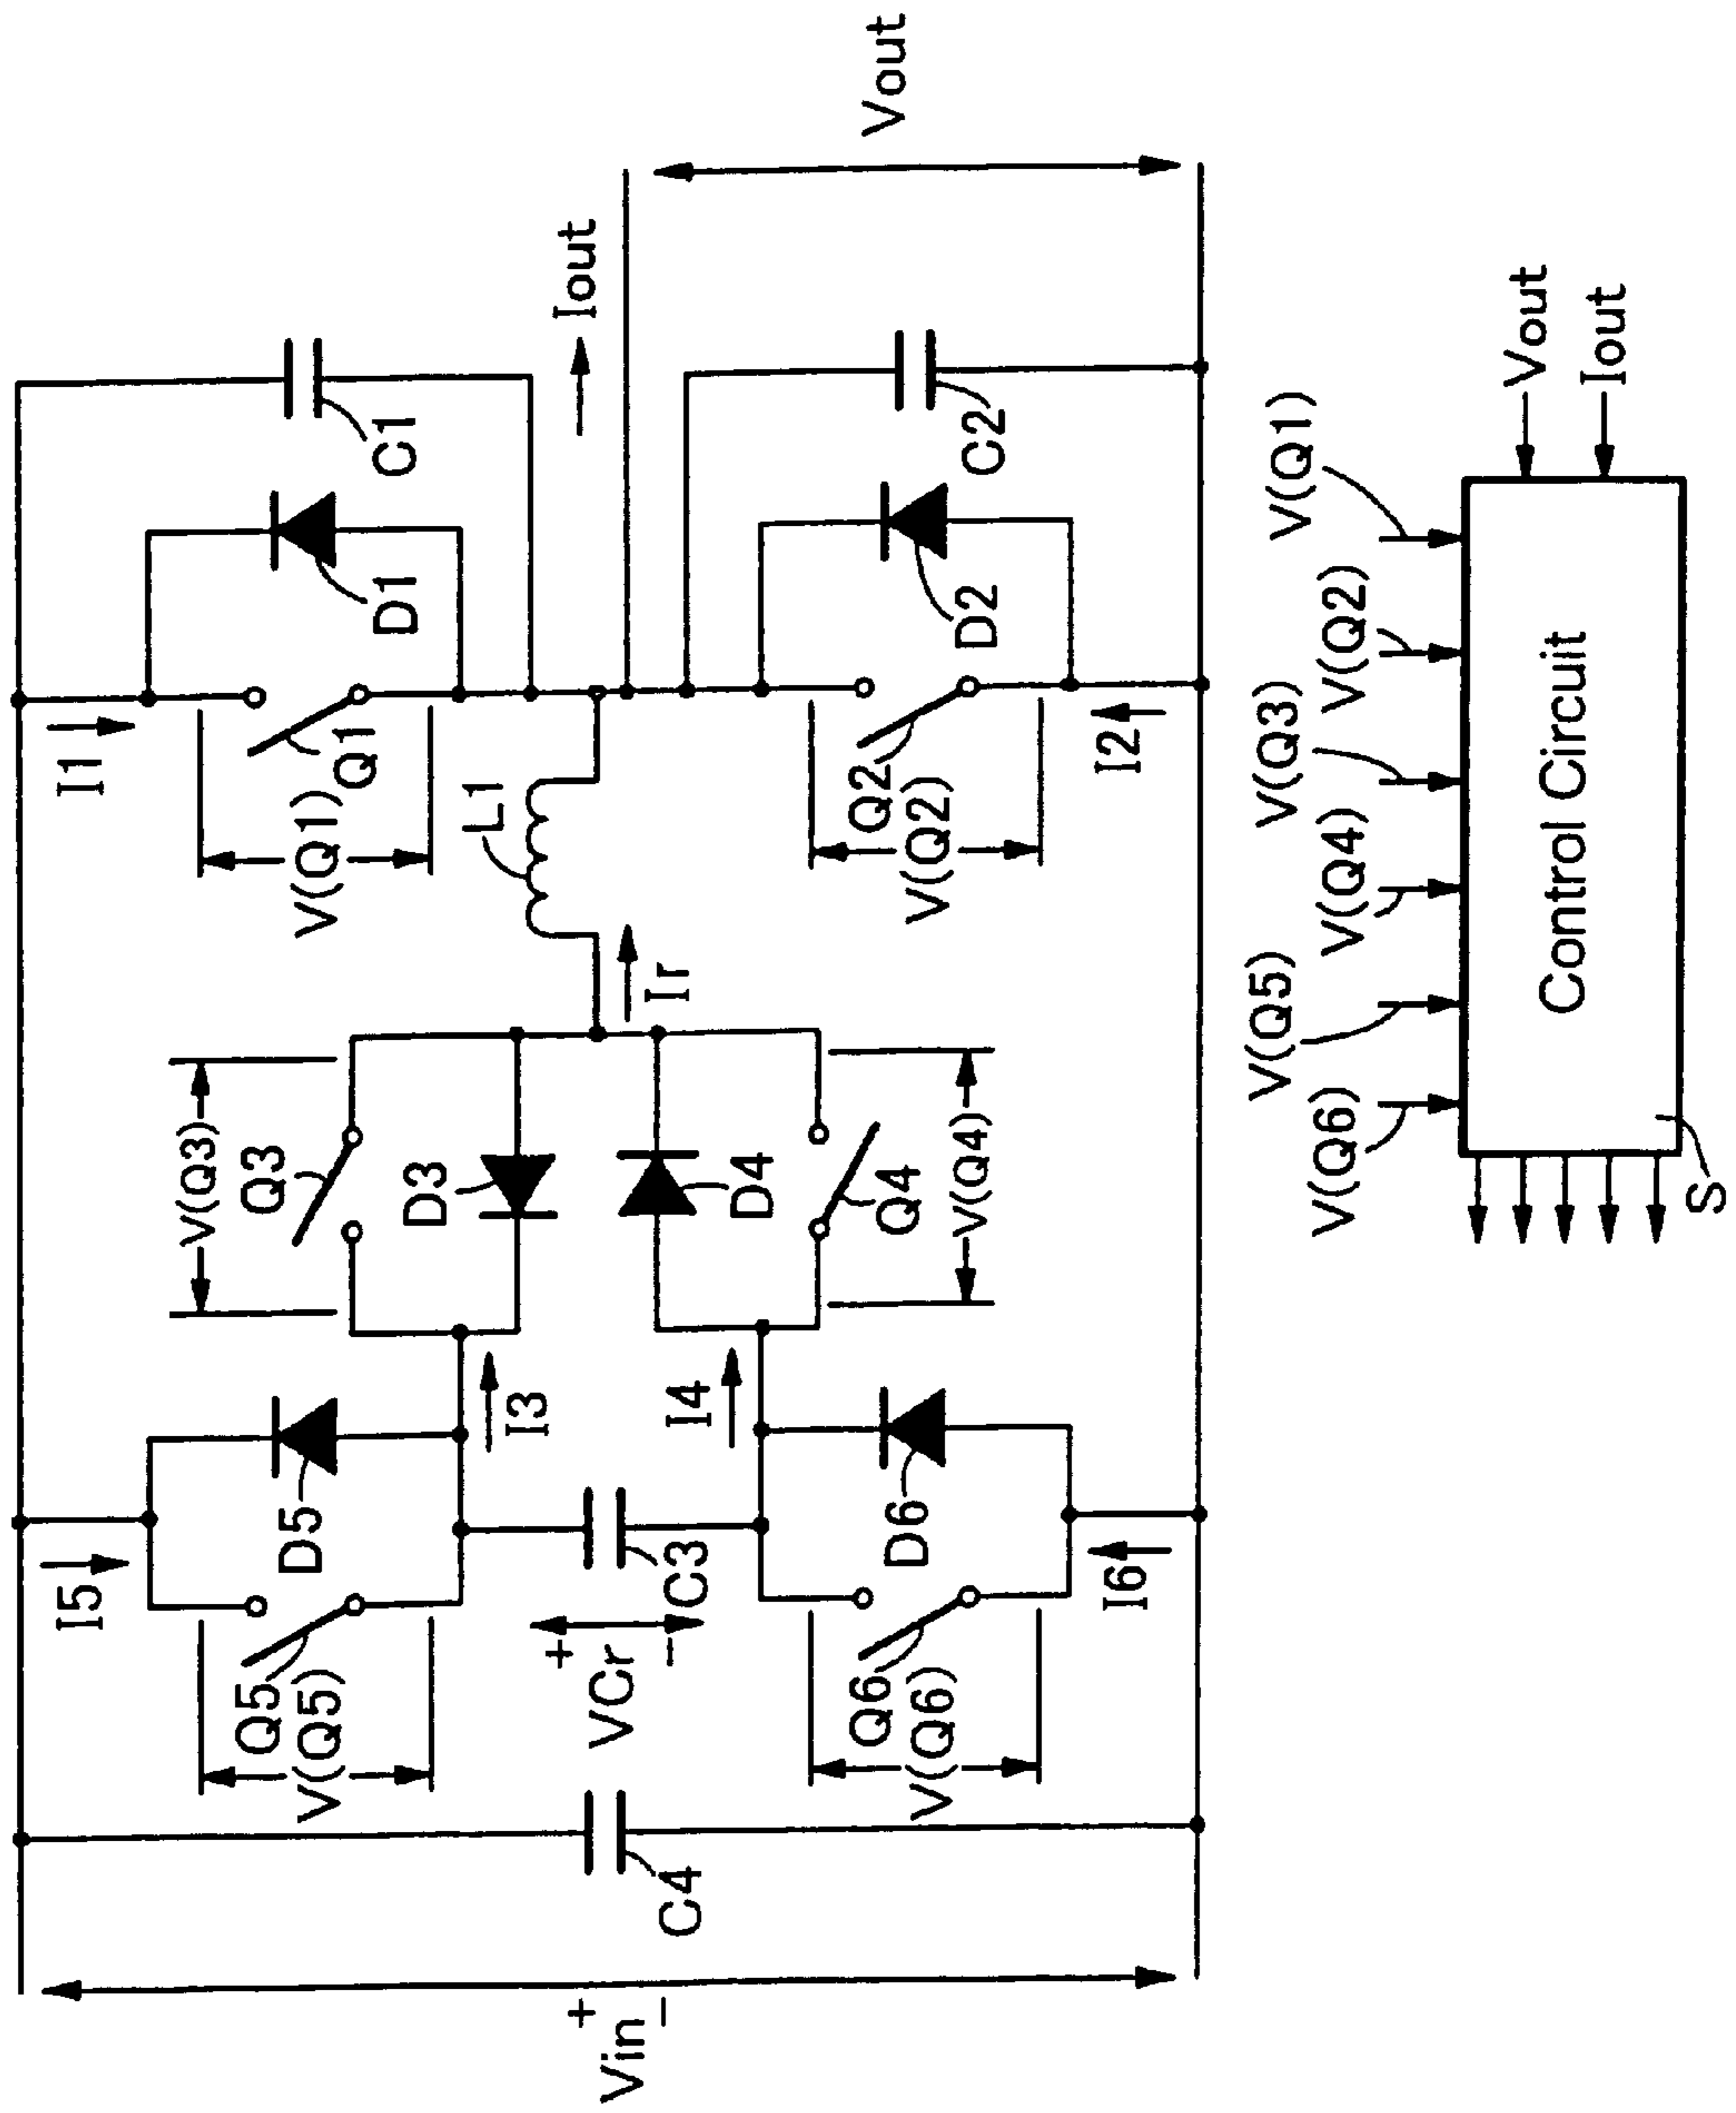 Vin
+
-
C4
I5
Q5
V(Q5)
D5
VCr
+
-
C3
Q6
V(Q6)
D6
I6
I3
I4
V(Q3)
Q3
D3
D4
Q4
V(Q4)
Ir
L1
I1
Q1
V(Q1)
D1
C1
Q2
V(Q2)
I2
D2
C2
Iout
Vout
V(Q6)
V(Q5)
V(Q4)
V(Q3)
V(Q2)
V(Q1)
Vout
Iout
Control Circuit
S